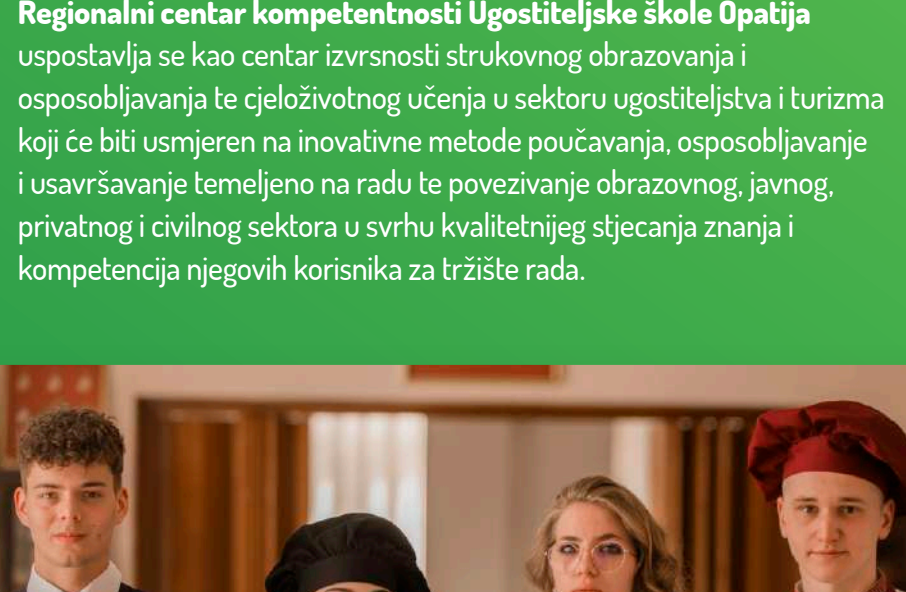 Regionalni centar kompetentnosti Ugostiteljske škole Opatija
uspostavlja se kao centar izvrsnosti strukovnog obrazovanja i
osposobljavanja te cjeloživotnog učenja u sektoru ugostiteljstva i turizma
koji će biti usmjeren na inovativne metode poučavanja, osposobljavanje
i usavršavanje temeljeno na radu te povezivanje obrazovnog, javnog,
privatnog i civilnog sektora u svrhu kvalitetnijeg stjecanja znanja i
kompetencija njegovih korisnika za tržište rada.